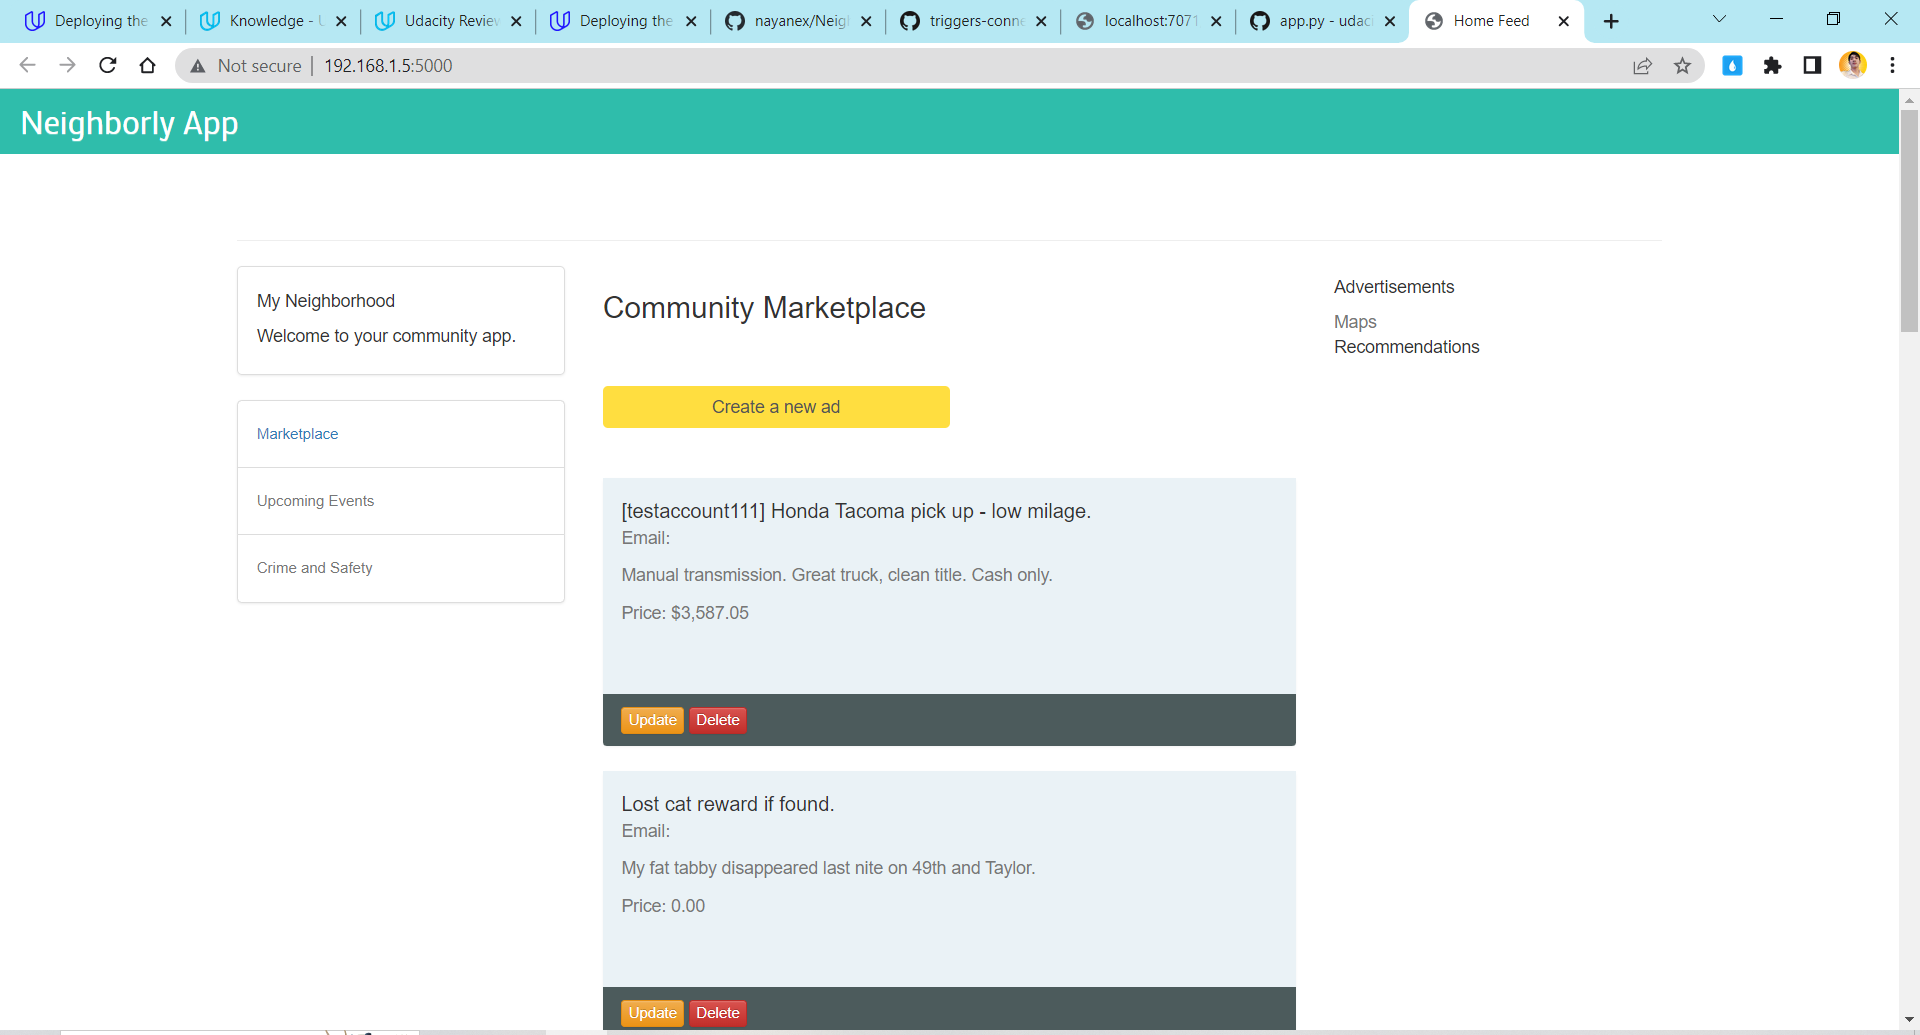 Deploying the
Knowledge - U
Udacity Review
Deploying the
nayanex/Neigh
triggers-conne
localhost:7071
app.py - udaci
Home Feed
Not secure
192.168.1.5:5000
Neighborly App
My Neighborhood
Welcome to your community app.
Marketplace
Upcoming Events
Crime and Safety
Community Marketplace
Create a new ad
[testaccount111] Honda Tacoma pick up - low milage.
Email:
Manual transmission. Great truck, clean title. Cash only.
Price: $3,587.05
Update
Delete
Lost cat reward if found.
Email:
My fat tabby disappeared last nite on 49th and Taylor.
Price: 0.00
Update
Delete
Advertisements
Maps
Recommendations